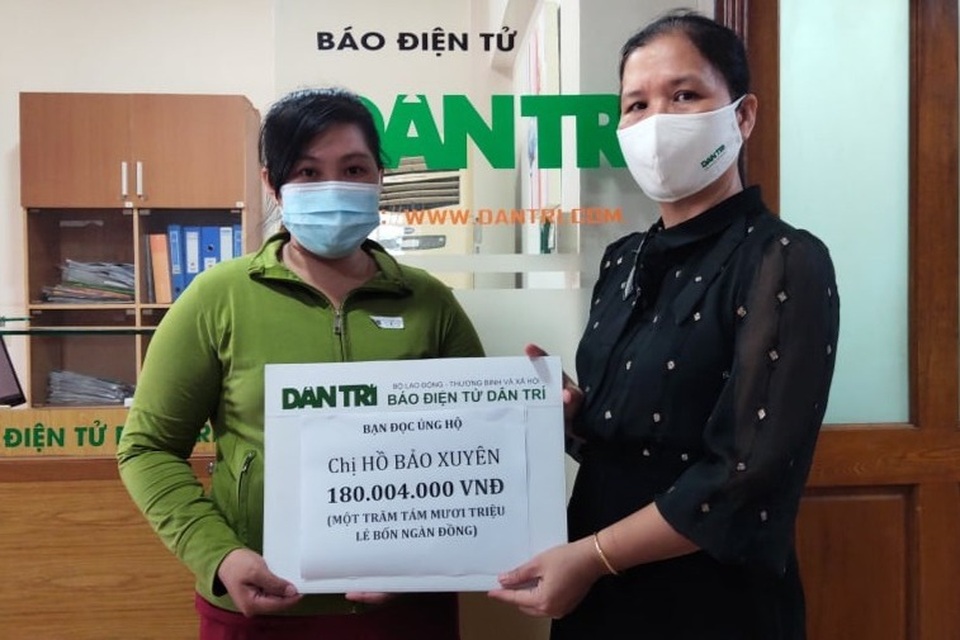 BÁO ĐIỆN TỬ
DÂN TRÍ
WWW.DANTRI.COM
DÂN TRÍ
ĐIỆN TỬ
DÂN TRÍ
BỘ LAO ĐỘNG - THƯƠNG BINH VÀ XÃ HỘI
BÁO ĐIỆN TỬ DÂN TRÍ
BẠN ĐỌC ỦNG HỘ
Chị HỒ BẢO XUYÊN
180.004.000 VNĐ
(MỘT TRĂM TÁM MƯƠI TRIỆU
LẺ BỐN NGÀN ĐỒNG)